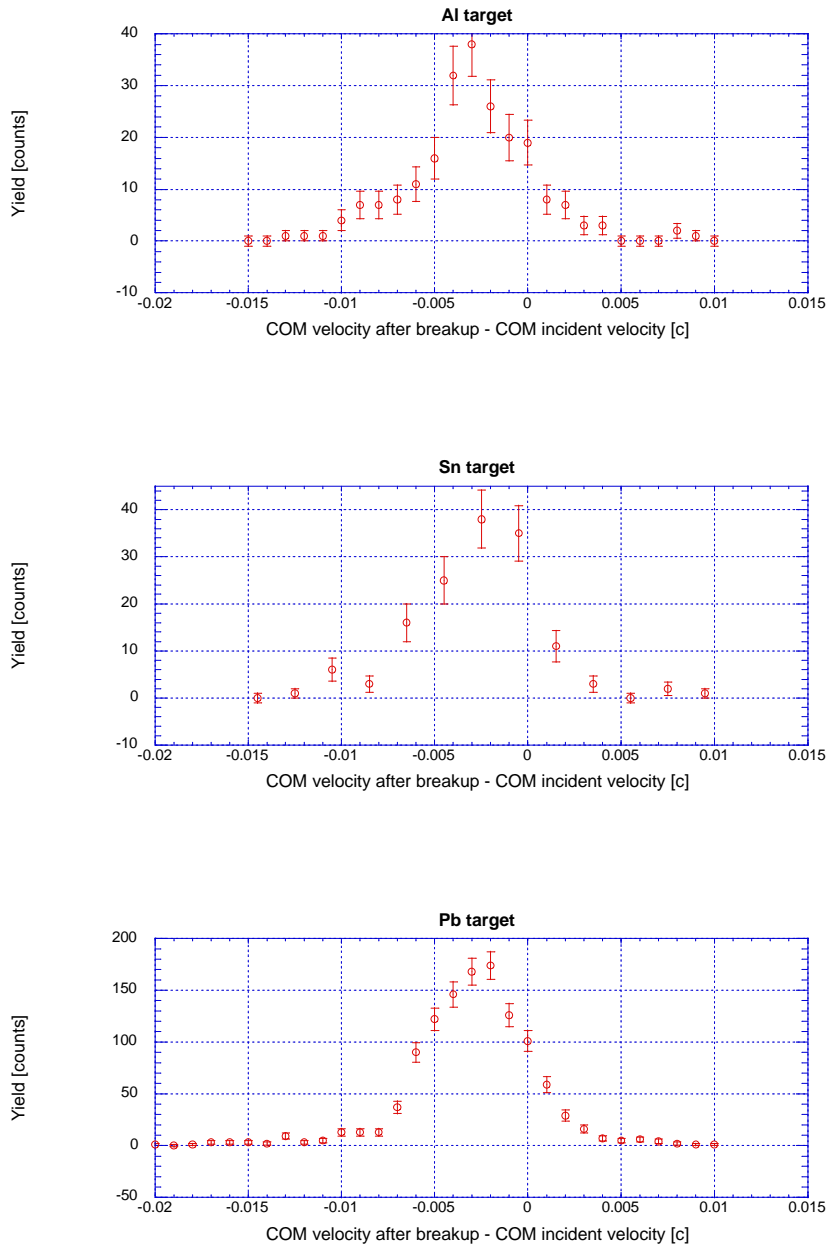 Al target
40
30
20
10
0
-10
Yield [counts]
-0.02 -0.015 -0.01 -0.005 0 0.005 0.01 0.015
COM velocity after breakup - COM incident velocity [c]
Sn target
40
30
20
10
0
-10
Yield [counts]
-0.02 -0.015 -0.01 -0.005 0 0.005 0.01 0.015
COM velocity after breakup - COM incident velocity [c]
Pb target
200
150
100
50
0
-50
Yield [counts]
-0.02 -0.015 -0.01 -0.005 0 0.005 0.01 0.015
COM velocity after breakup - COM incident velocity [c]